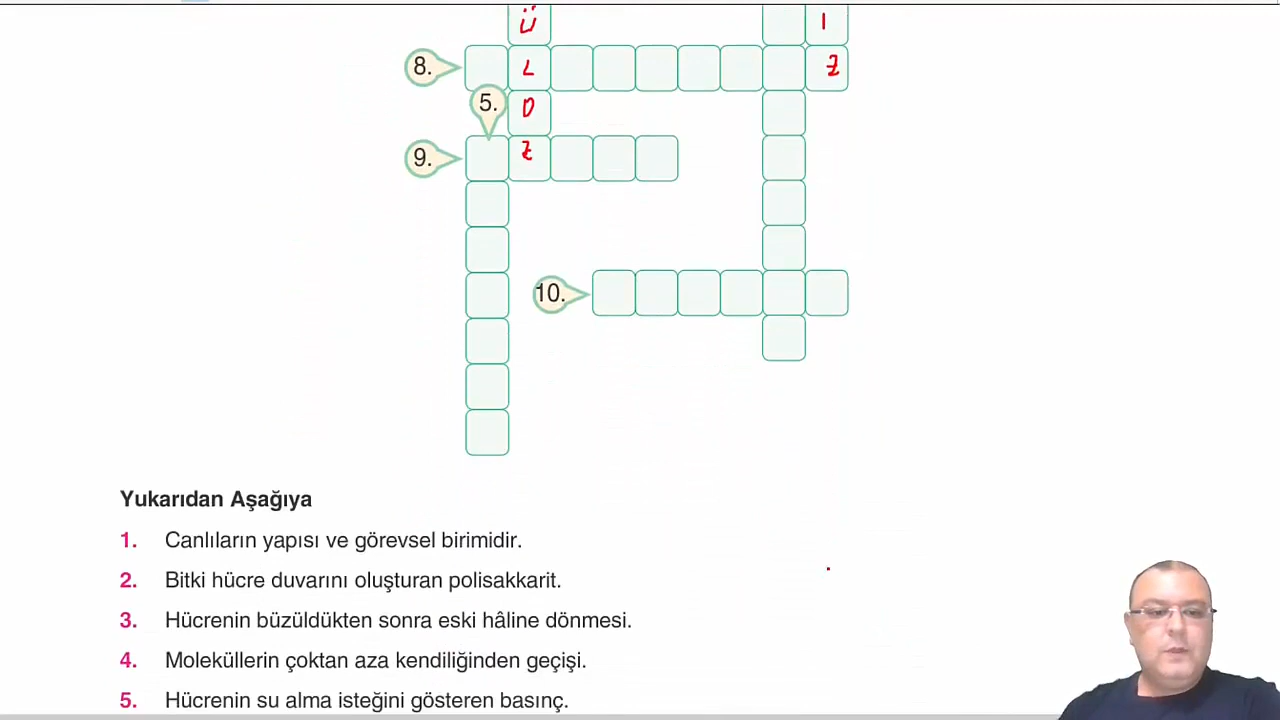 Ü I
8. L Z
5. O
9. Z
10.
Yukarıdan Aşağıya
1. Canlıların yapısı ve görevsel birimidir.
2. Bitki hücre duvarını oluşturan polisakkarit.
3. Hücrenin büzüldükten sonra eski hâline dönmesi.
4. Moleküllerin çoktan aza kendiliğinden geçişi.
5. Hücrenin su alma isteğini gösteren basınç.